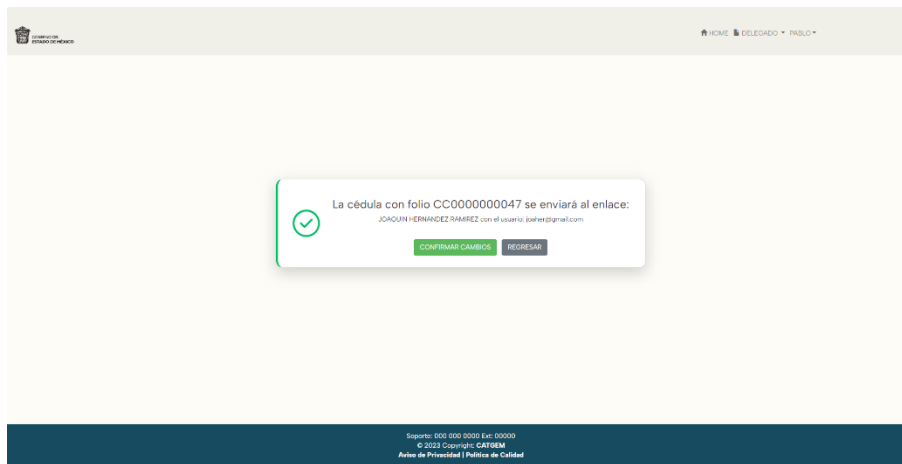 GOBIERNO DEL
ESTADO DE MÉXICO
HOME DELEGADO PABLO
La cédula con folio CC0000000047 se enviará al enlace:
JOAQUIN HERNANDEZ RAMIREZ con el usuario: joaher@gmail.com
CONFIRMAR CAMBIOS REGRESAR
Soporte: 000 000 0000 Ext: 00000
© 2023 Copyright: CATGEM
Aviso de Privacidad | Política de Calidad